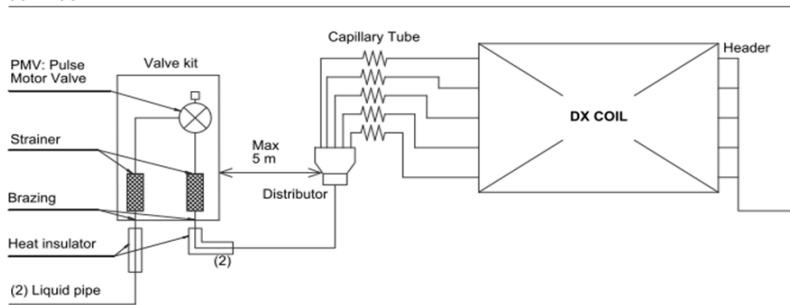 Capillary Tube
Header
PMV: Pulse
Motor Valve
Valve kit
DX COIL
Strainer
Max
5 m
Distributor
Brazing
Heat insulator
(2)
(2) Liquid pipe